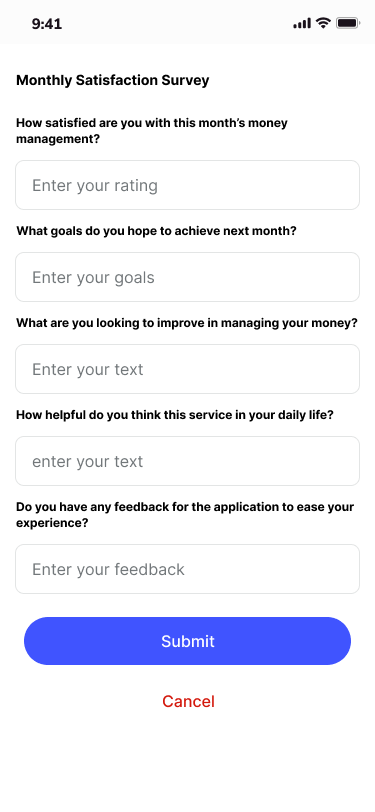 9:41
Monthly Satisfaction Survey
How satisfied are you with this month’s money
management?
Enter your rating
What goals do you hope to achieve next month?
Enter your goals
What are you looking to improve in managing your money?
Enter your text
How helpful do you think this service in your daily life?
enter your text
Do you have any feedback for the application to ease your
experience?
Enter your feedback
Submit
Cancel